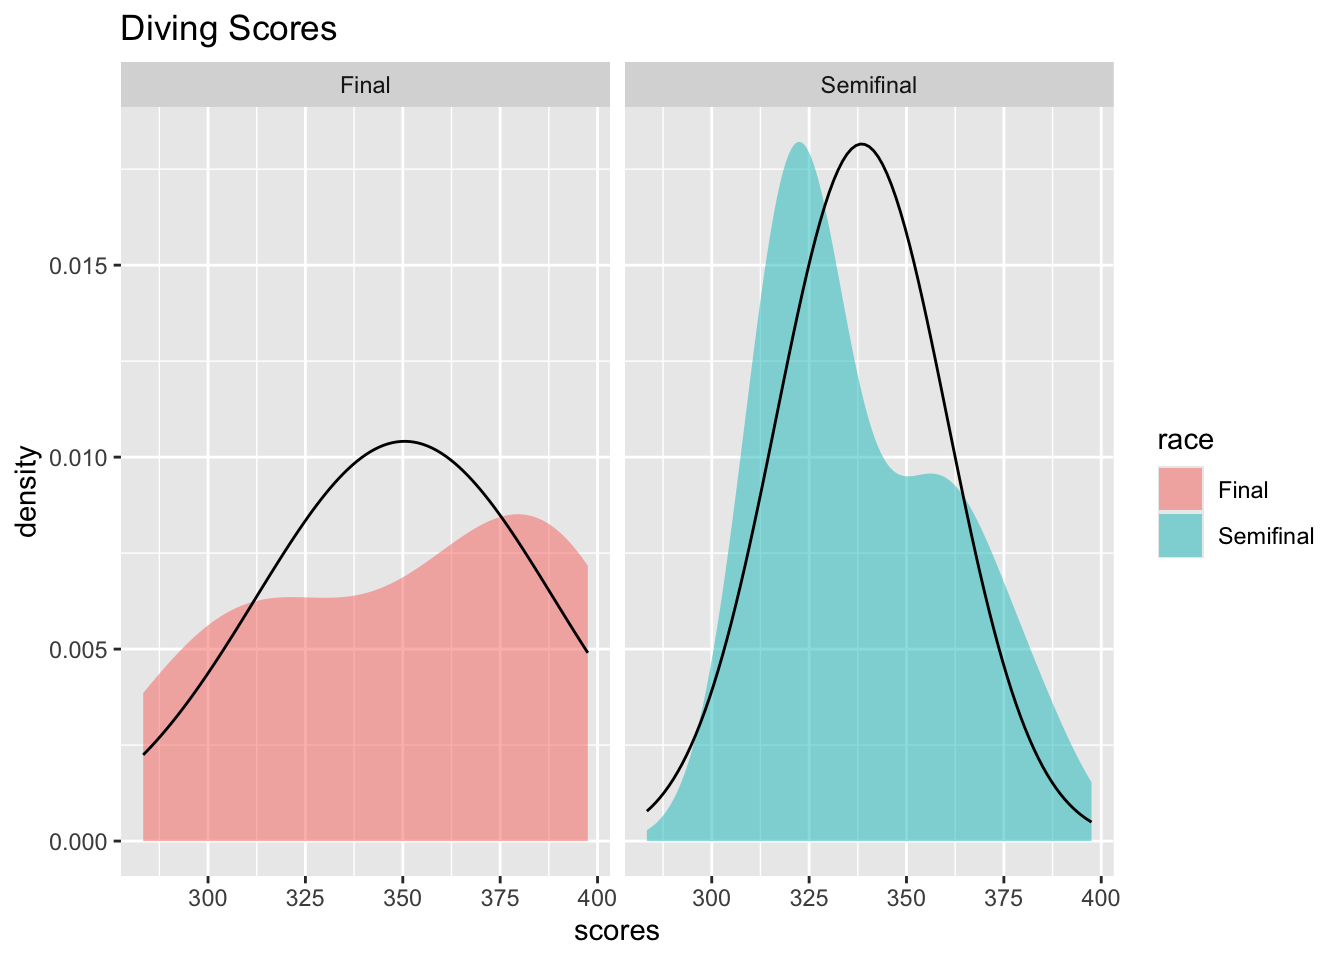 Diving Scores
Final
Semifinal
0.015
0.010
0.005
0.000
density
300 325 350 375 400
300 325 350 375 400
scores
race
Final
Semifinal